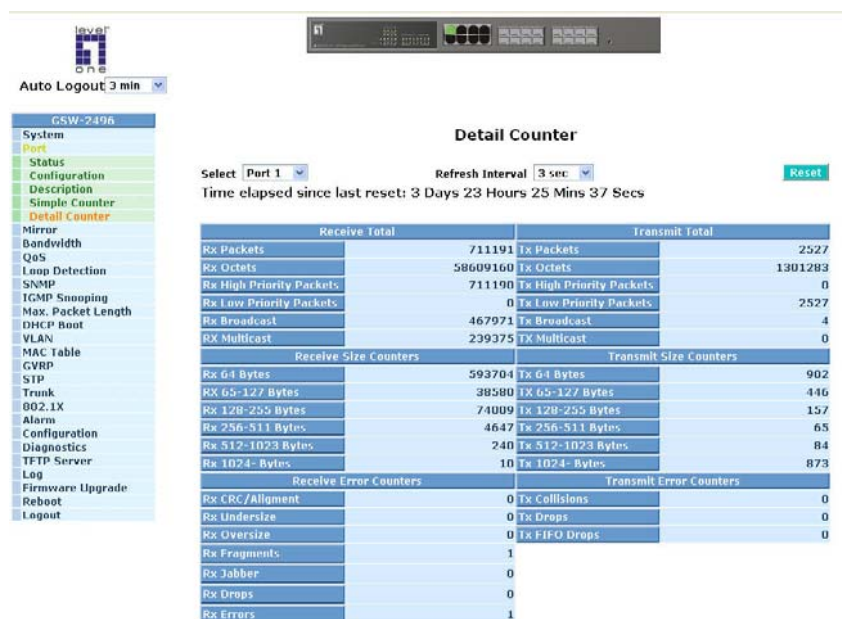 level
one
Auto Logout 3 min
GSW-2496
System
Port
Status
Configuration
Description
Simple Counter
Detail Counter
Mirror
Bandwidth
QoS
Loop Detection
SNMP
IGMP Snooping
Max. Packet Length
DHCP Boot
VLAN
MAC Table
GVRP
STP
Trunk
802.1X
Alarm
Configuration
Diagnostics
TFTP Server
Log
Firmware Upgrade
Reboot
Logout
Detail Counter
Select Port 1 Refresh Interval 3 sec Reset
Time elapsed since last reset: 3 Days 23 Hours 25 Mins 37 Secs
Receive Total Transmit Total
Rx Packets 711191 Tx Packets 2527
Rx Octets 58609160 Tx Octets 1301283
Rx High Priority Packets 711190 Tx High Priority Packets 0
Rx Low Priority Packets 0 Tx Low Priority Packets 2527
Rx Broadcast 467971 Tx Broadcast 4
RX Multicast 239375 TX Multicast 0
Receive Size Counters Transmit Size Counters
Rx 64 Bytes 593704 Tx 64 Bytes 902
RX 65-127 Bytes 38580 TX 65-127 Bytes 446
Rx 128-255 Bytes 74009 Tx 128-255 Bytes 157
Rx 256-511 Bytes 4647 Tx 256-511 Bytes 65
Rx 512-1023 Bytes 240 Tx 512-1023 Bytes 84
Rx 1024- Bytes 10 Tx 1024- Bytes 873
Receive Error Counters Transmit Error Counters
Rx CRC/Aligment 0 Tx Collisions 0
Rx Undersize 0 Tx Drops 0
Rx Oversize 0 Tx FIFO Drops 0
Rx Fragments 1
Rx Jabber 0
Rx Drops 0
Rx Errors 1